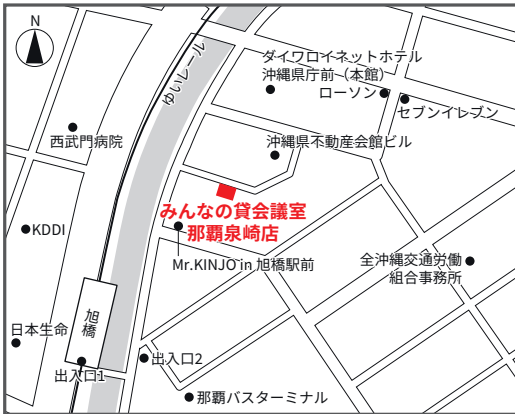 N
ダイワロイネットホテル
沖縄県庁前（本館）
ローソン
セブンイレブン
ゆいレール
西武門病院
沖縄県不動産会館ビル
みんなの貸会議室
那覇泉崎店
KDDI
Mr.KINJO in 旭橋駅前
全沖縄交通労働
組合事務所
旭橋
日本生命
出入口1
出入口2
那覇バスターミナル